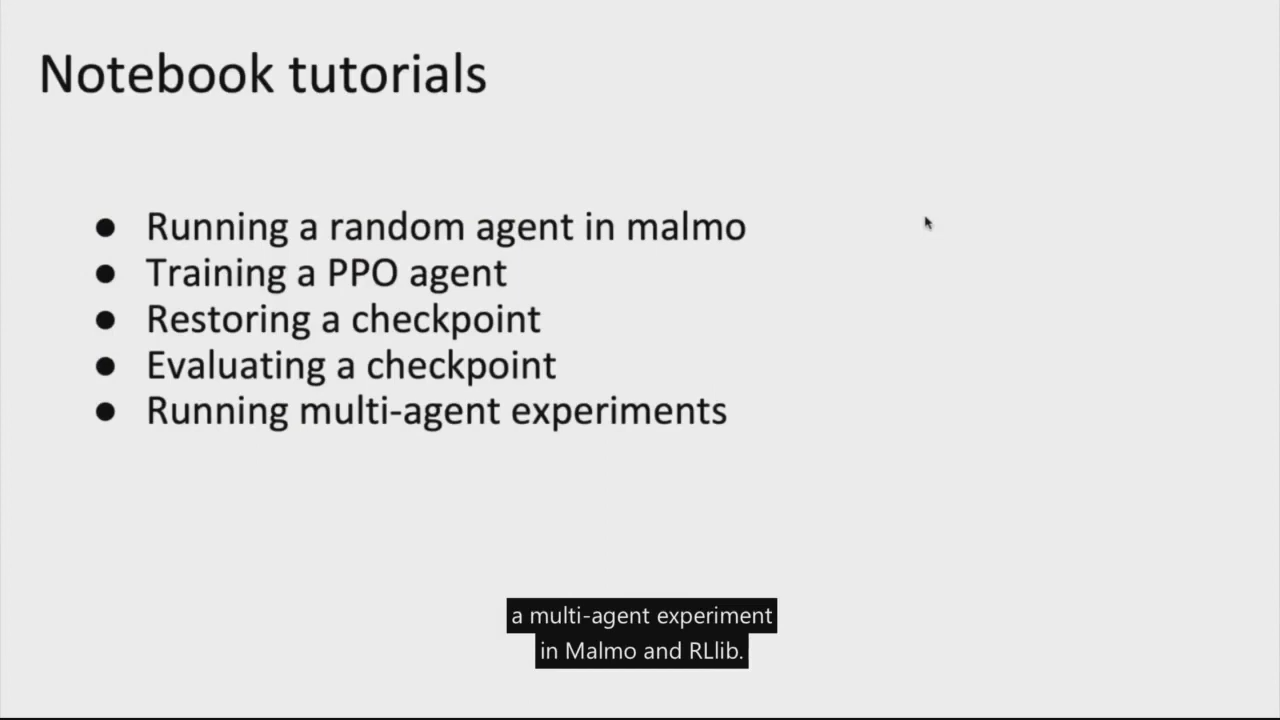 Notebook tutorials
● Running a random agent in malmo
● Training a PPO agent
● Restoring a checkpoint
● Evaluating a checkpoint
● Running multi-agent experiments
a multi-agent experiment
in Malmo and RLlib.